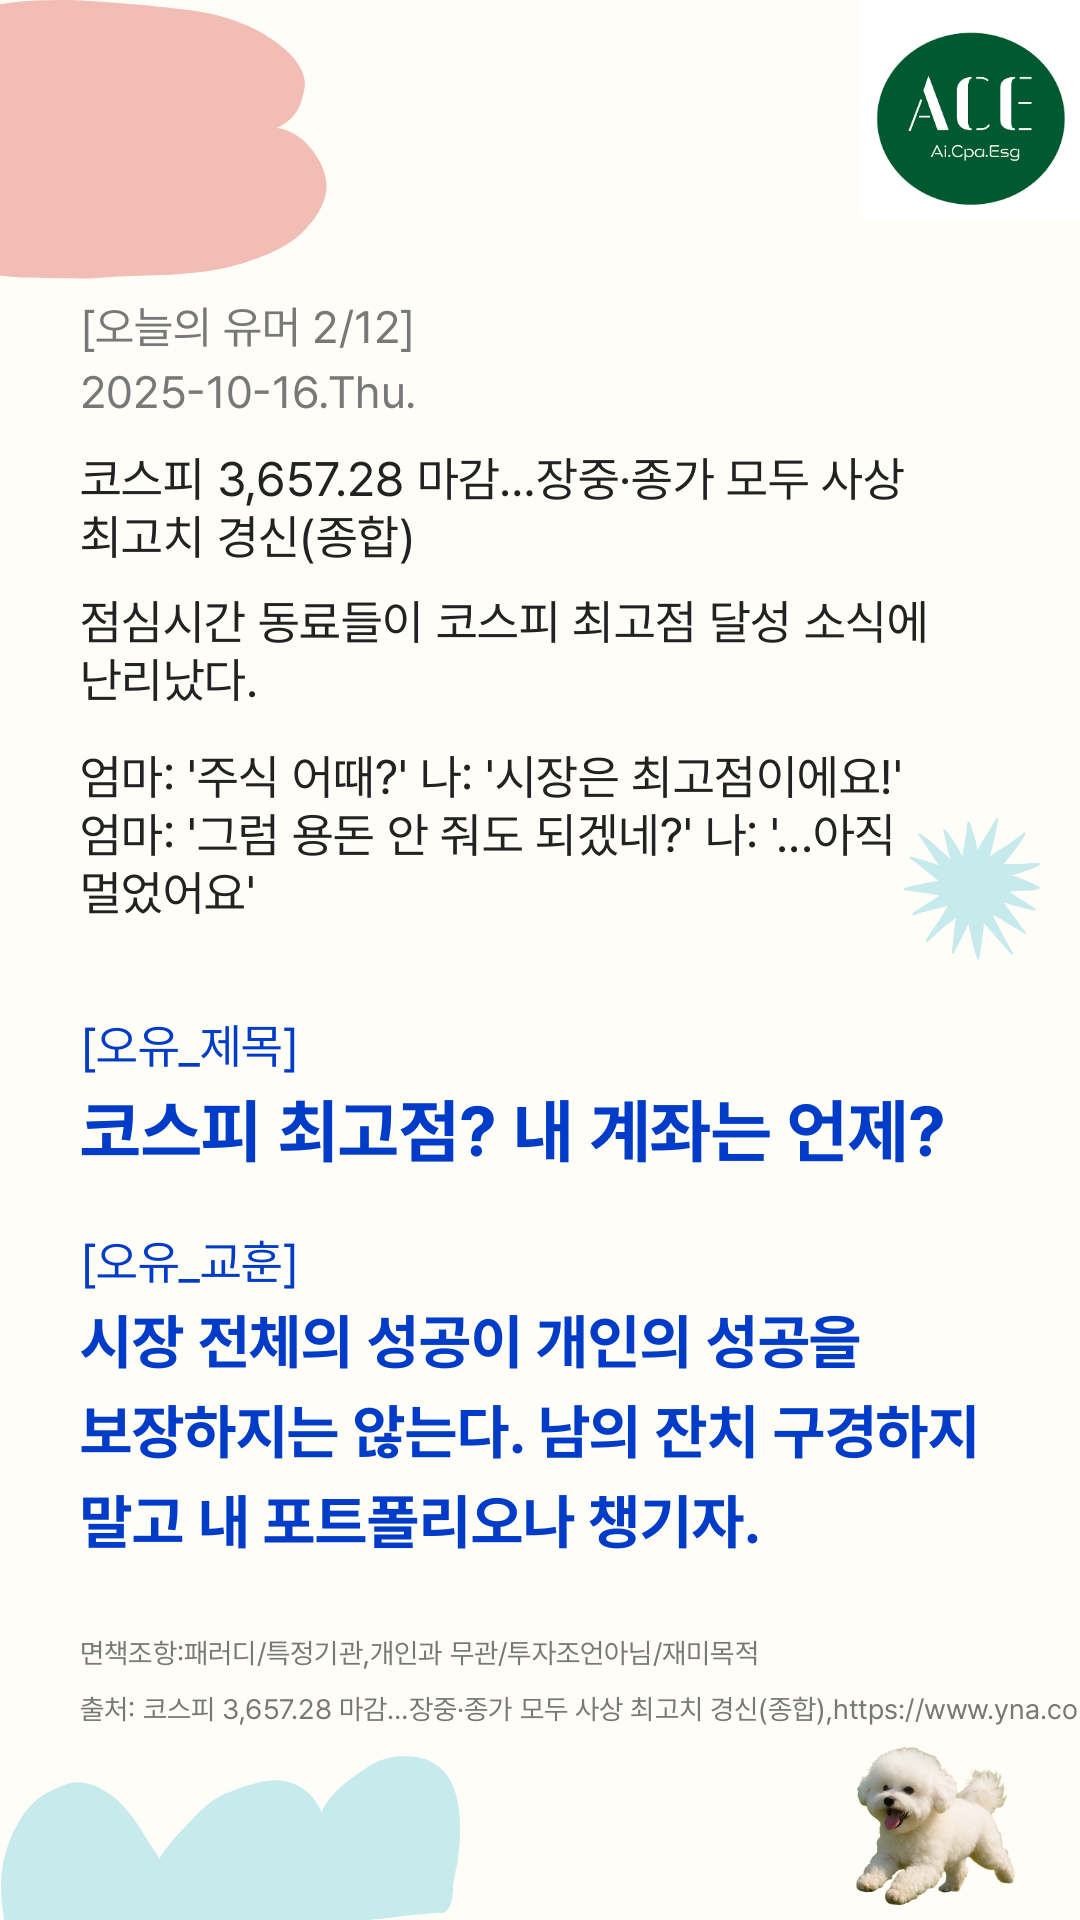 ACE
Ai.Cpa.Esg
[오늘의 유머 2/12]
2025-10-16.Thu.
코스피 3,657.28 마감...장중·종가 모두 사상
최고치 경신(종합)
점심시간 동료들이 코스피 최고점 달성 소식에
난리났다.
엄마: '주식 어때?' 나: '시장은 최고점이에요!'
엄마: '그럼 용돈 안 줘도 되겠네?' 나: '...아직
멀었어요'
[오유_제목]
코스피 최고점? 내 계좌는 언제?
[오유_교훈]
시장 전체의 성공이 개인의 성공을
보장하지는 않는다. 남의 잔치 구경하지
말고 내 포트폴리오나 챙기자.
면책조항:패러디/특정기관,개인과 무관/투자조언아님/재미목적
출처: 코스피 3,657.28 마감...장중·종가 모두 사상 최고치 경신(종합),https://www.yna.co